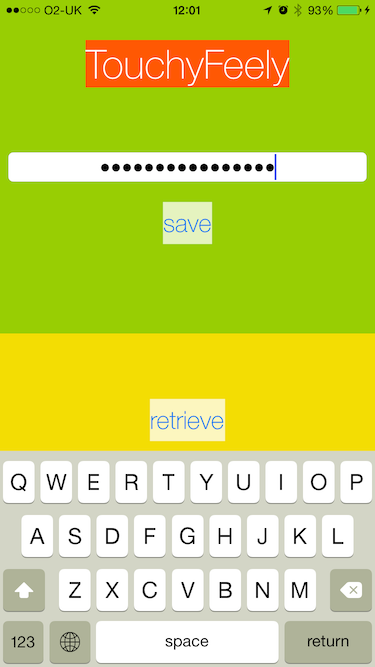 O2-UK 12:01 93%
TouchyFeely
••••••••••••••••
save
retrieve
Q W E R T Y U I O P
A S D F G H J K L
Z X C V B N M
123 space return